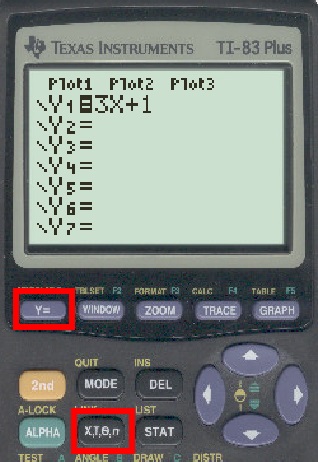 TEXAS INSTRUMENTS TI-83 Plus
Plot1 Plot2 Plot3
\Y1=3X+1
\Y2=
\Y3=
\Y4=
\Y5=
\Y6=
\Y7=
TBLSET F2 FORMAT F3 CALC F4 TABLE F5
Y= WINDOW ZOOM TRACE GRAPH
QUIT INS
2nd MODE DEL
A-LOCK LIST
ALPHA X,T,θ,n STAT
TEST A ANGLE B DRAW C DISTR